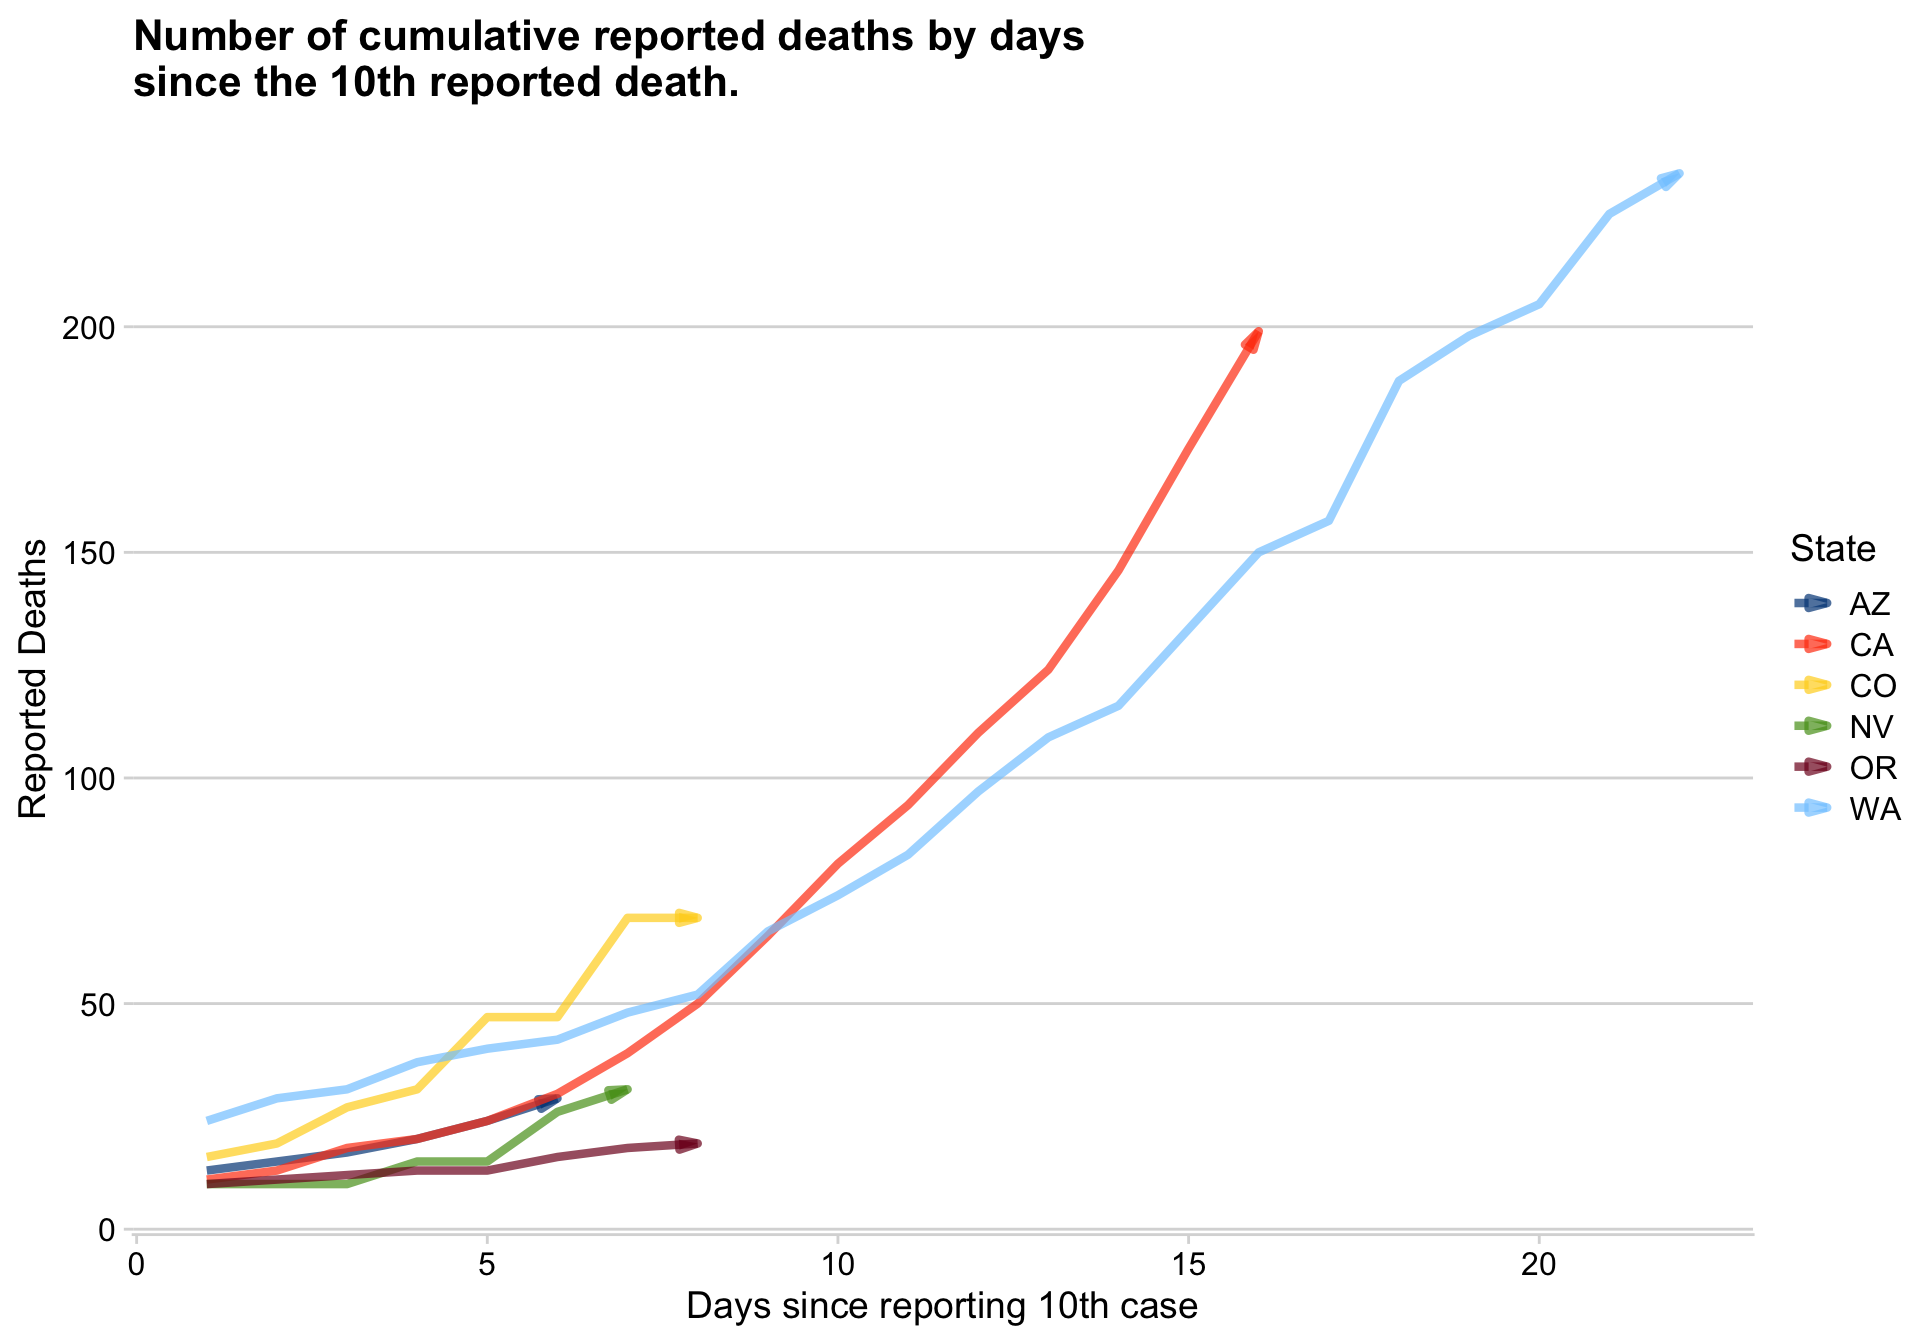 Number of cumulative reported deaths by days
since the 10th reported death.
Reported Deaths
200
150
100
50
0
0 5 10 15 20
Days since reporting 10th case
State
AZ
CA
CO
NV
OR
WA